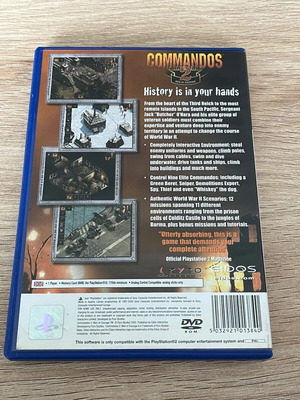 COMMANDOS
2
History is in your hands
From the heart of the Third Reich to the most
remote islands in the South Pacific, Sergeant
Jack "Butcher" O'Hara and his elite group of
veteran soldiers must combine their
expertise and venture deep into enemy
territory in an attempt to change the course
of World War II.
• Completely Interactive Environment: steal
enemy uniforms and weapons, climb poles,
swing from cables, swim and dive
underwater, drive tanks and ships, climb
into buildings and much more.
• Control Nine Elite Commandos: including a
Green Beret, Sniper, Demolitions Expert,
Spy, Thief and even "Whiskey" the dog.
• Authentic World War II Scenarios: 12
missions spanning 11 different
environments ranging from the prison
cells of Colditz Castle to the jungles of
Burma, plus bonus missions and tutorials.
"Utterly absorbing, this is a
game that demands your
complete attention."
Official PlayStation 2 Magazine
PYRO EIDOS
1 Player
DVD
ROM
5032921013840
This software is only compatible with the PlayStation®2 computer entertainment system and